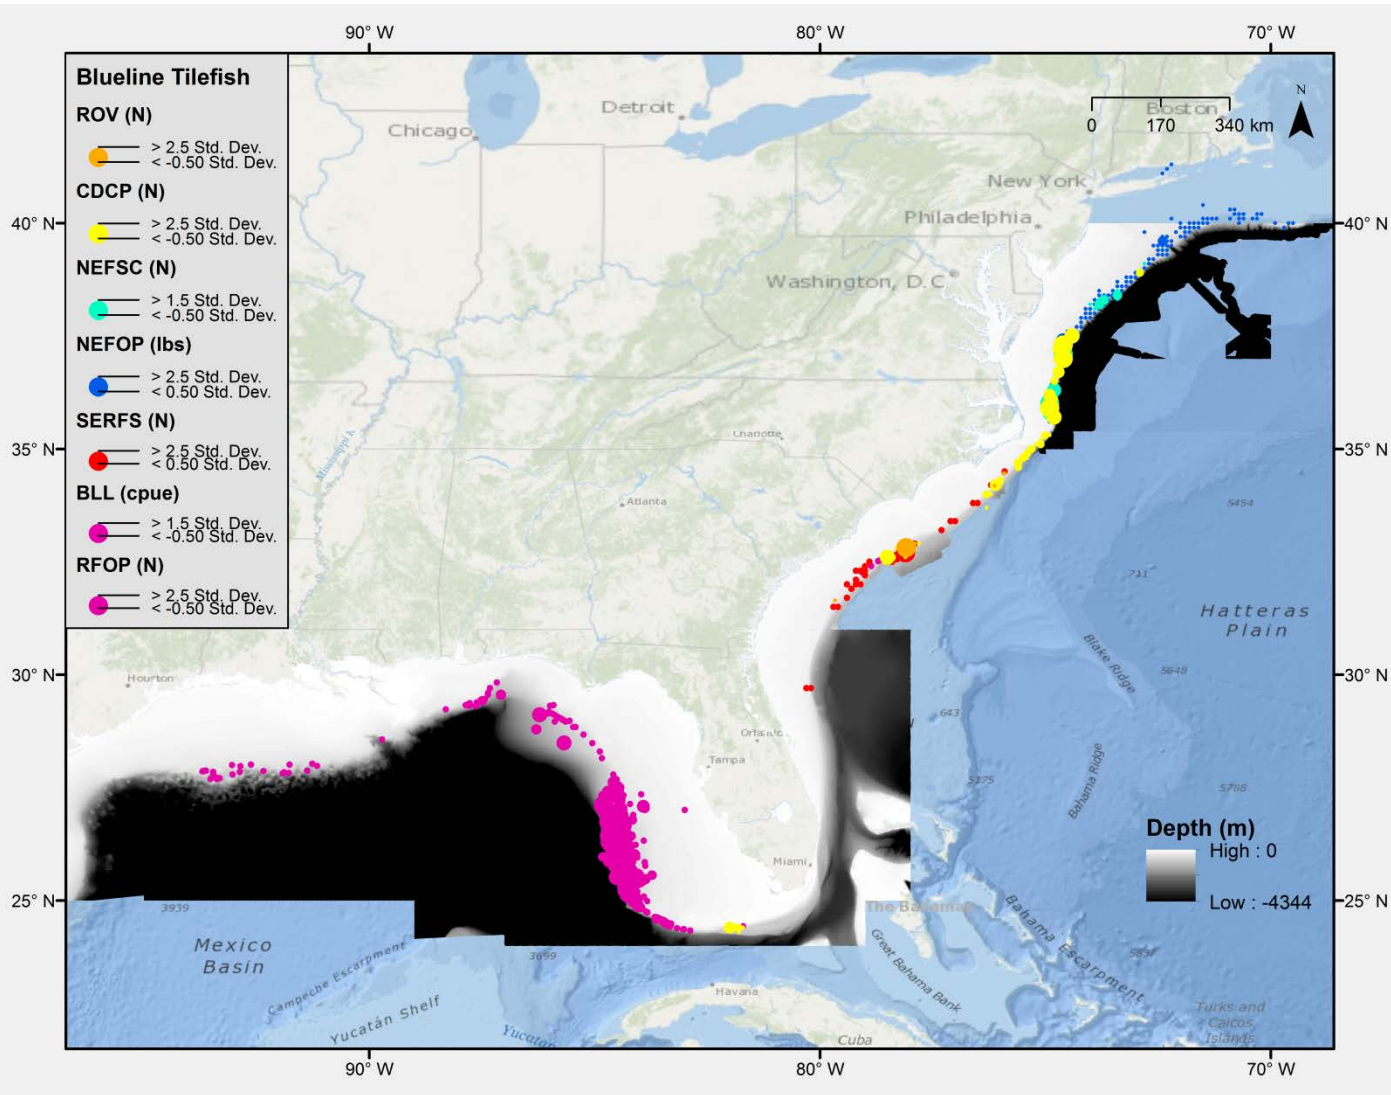 90° W 80° W 70° W
Blueline Tilefish
ROV (N)
> 2.5 Std. Dev.
< -0.50 Std. Dev.
CDCP (N)
> 2.5 Std. Dev.
< -0.50 Std. Dev.
NEFSC (N)
> 1.5 Std. Dev.
< -0.50 Std. Dev.
NEFOP (lbs)
> 2.5 Std. Dev.
< 0.50 Std. Dev.
SERFS (N)
> 2.5 Std. Dev.
< 0.50 Std. Dev.
BLL (cpue)
> 1.5 Std. Dev.
< -0.50 Std. Dev.
RFOP (N)
> 2.5 Std. Dev.
< -0.50 Std. Dev.
N
0 170 340 km
Boston
Detroit
Chicago
New York
Philadelphia
Washington, D.C.
40° N 40° N
Charlotte
Mississippi R.
35° N 35° N
Atlanta
5454
721
Hatteras
Plain
Blake Ridge
5648
30° N 30° N
Houston
643
Orlando
Tampa
5175
Bahama Ridge
5788
Depth (m)
High : 0
Low : -4344
Miami
25° N 25° N
3939
The Bahamas
Mexico
Basin
Campeche Escarpment
3699
Great Bahama Bank
Bahama Escarpment
Yucatán Shelf
Yucatan
Havana
Cuba
Turks and
Caicos
Islands
90° W 80° W 70° W